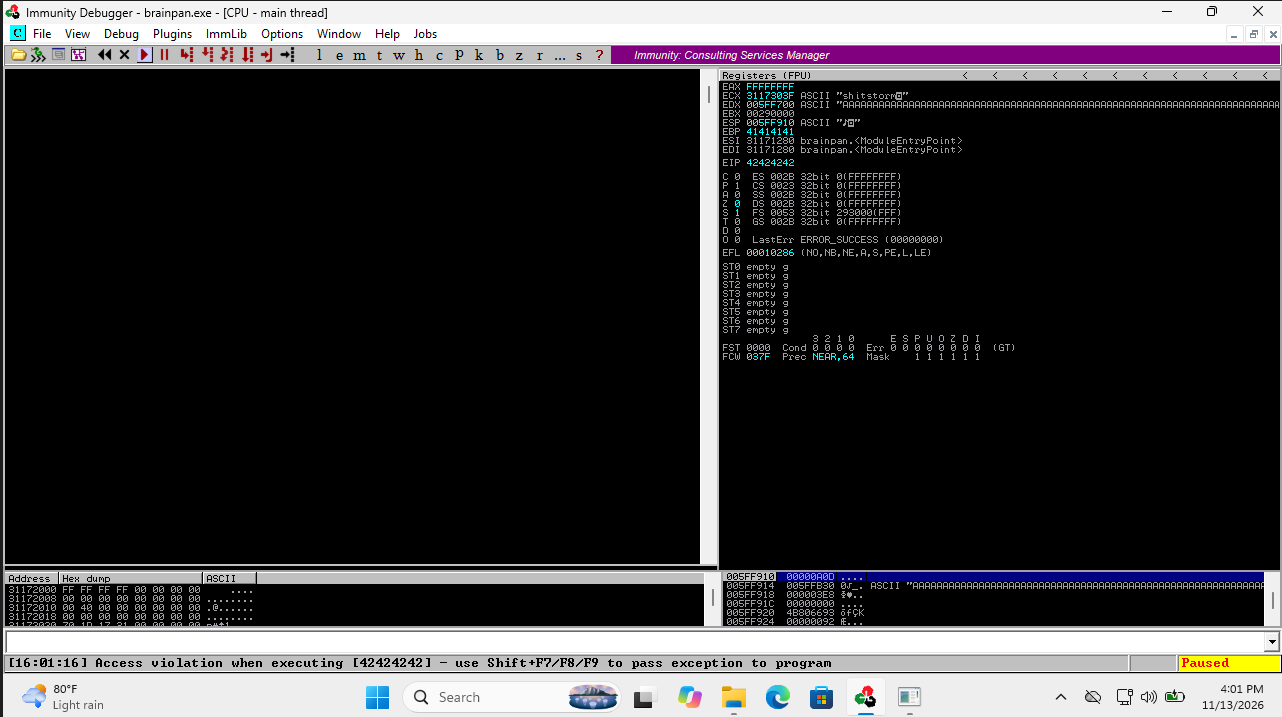 Immunity Debugger - brainpan.exe - [CPU - main thread]
C File View Debug Plugins ImmLib Options Window Help Jobs
l e m t w h c P k b z r ... s ? Immunity: Consulting Services Manager
Registers (FPU) < < < < < < < < < < <
EAX FFFFFFFF
ECX 3117303F ASCII "shitstorm◘"
EDX 005FF700 ASCII "AAAAAAAAAAAAAAAAAAAAAAAAAAAAAAAAAAAAAAAAAAAAAAAAAAAAAAAAAAAAAAAAAAAAAAAA
EBX 00290000
ESP 005FF910 ASCII "♪◙"
EBP 41414141
ESI 31171280 brainpan.<ModuleEntryPoint>
EDI 31171280 brainpan.<ModuleEntryPoint>
EIP 42424242
C 0 ES 002B 32bit 0(FFFFFFFF)
P 1 CS 0023 32bit 0(FFFFFFFF)
A 0 SS 002B 32bit 0(FFFFFFFF)
Z 0 DS 002B 32bit 0(FFFFFFFF)
S 1 FS 0053 32bit 293000(FFF)
T 0 GS 002B 32bit 0(FFFFFFFF)
D 0
O 0 LastErr ERROR_SUCCESS (00000000)
EFL 00010286 (NO,NB,NE,A,S,PE,L,LE)
ST0 empty g
ST1 empty g
ST2 empty g
ST3 empty g
ST4 empty g
ST5 empty g
ST6 empty g
ST7 empty g
3 2 1 0 E S P U O Z D I
FST 0000 Cond 0 0 0 0 Err 0 0 0 0 0 0 0 0 (GT)
FCW 037F Prec NEAR,64 Mask 1 1 1 1 1 1
Address Hex dump ASCII
31172000 FF FF FF FF 00 00 00 00 ....
31172008 00 00 00 00 00 00 00 00 ........
31172010 00 40 00 00 00 00 00 00 .@......
31172018 00 00 00 00 00 00 00 00 ........
005FF910 00000A0D ....
005FF914 005FFB30 ASCII "AAAAAAAAAAAAAAAAAAAAAAAAAAAAAAAAAAAAAAAAAAAAAAAAAAAAAAAAAAA
005FF918 000003E8
005FF91C 00000000 ....
005FF920 4B806693 ôfÇK
005FF924 00000092 Æ...
[16:01:16] Access violation when executing [42424242] - use Shift+F7/F8/F9 to pass exception to program
Paused
80°F
Light rain
Search
4:01 PM
11/13/2026